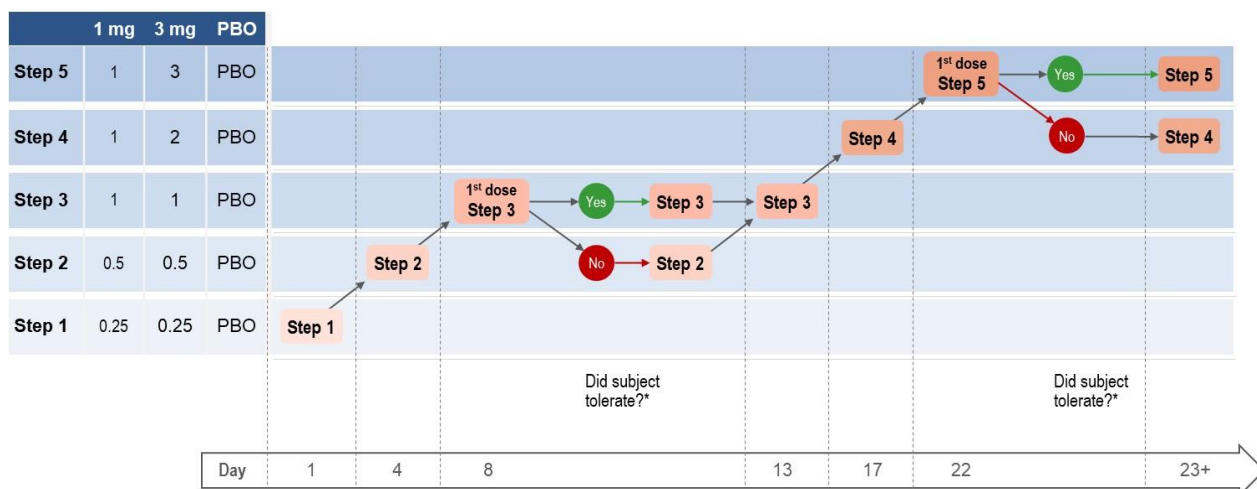 1 mg 3 mg PBO
Step 5 1 3 PBO
1st dose
Step 5
Yes
Step 5
Step 4 1 2 PBO
Step 4
No
Step 4
Step 3 1 1 PBO
1st dose
Step 3
Yes
Step 3
Step 3
Step 2 0.5 0.5 PBO
Step 2
No
Step 2
Step 1 0.25 0.25 PBO
Step 1
Did subject
tolerate?*
Did subject
tolerate?*
Day 1 4 8 13 17 22 23+